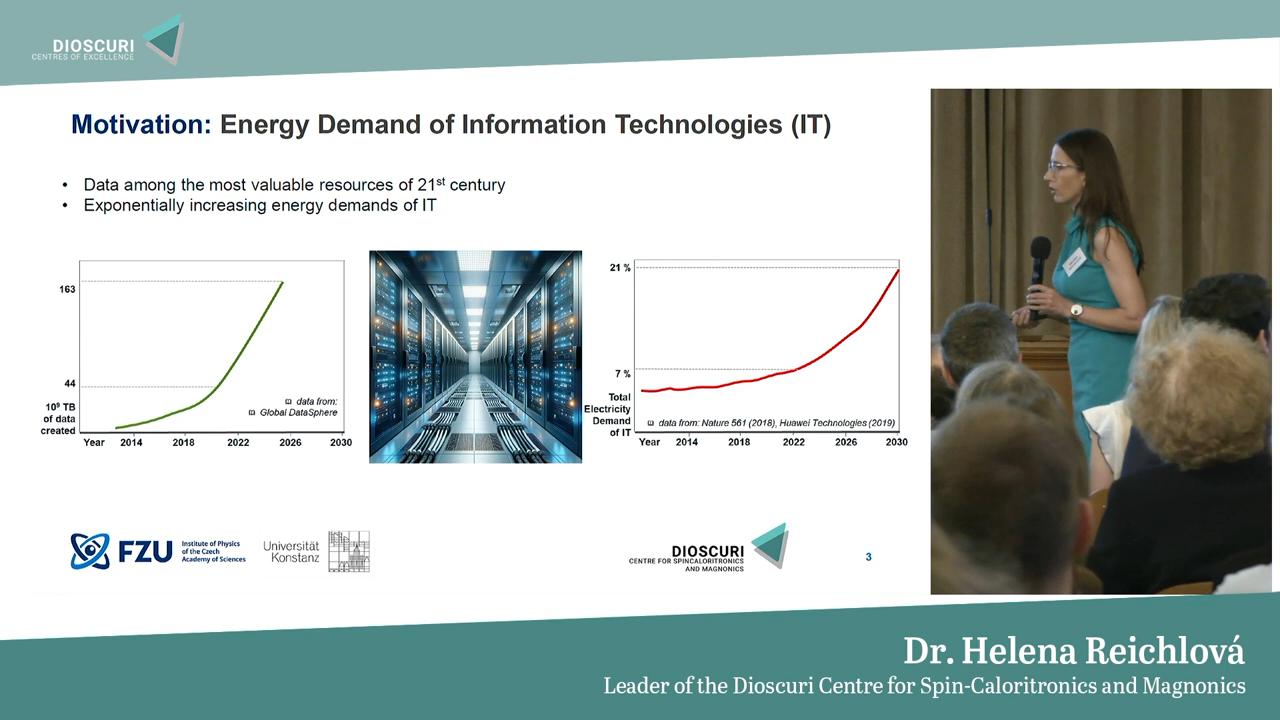 DIOSCURI
CENTRES OF EXCELLENCE
Motivation: Energy Demand of Information Technologies (IT)
• Data among the most valuable resources of 21st century
• Exponentially increasing energy demands of IT
163
44
10⁹ TB
of data
created
data from:
Global DataSphere
Year 2014 2018 2022 2026 2030
21 %
7 %
Total
Electricity
Demand
of IT
data from: Nature 561 (2018), Huawei Technologies (2019)
Year 2014 2018 2022 2026 2030
FZU
Institute of Physics
of the Czech
Academy of Sciences
Universität
Konstanz
DIOSCURI
CENTRE FOR SPINCALORITRONICS
AND MAGNONICS
3
Dr. Helena Reichlová
Leader of the Dioscuri Centre for Spin-Caloritronics and Magnonics